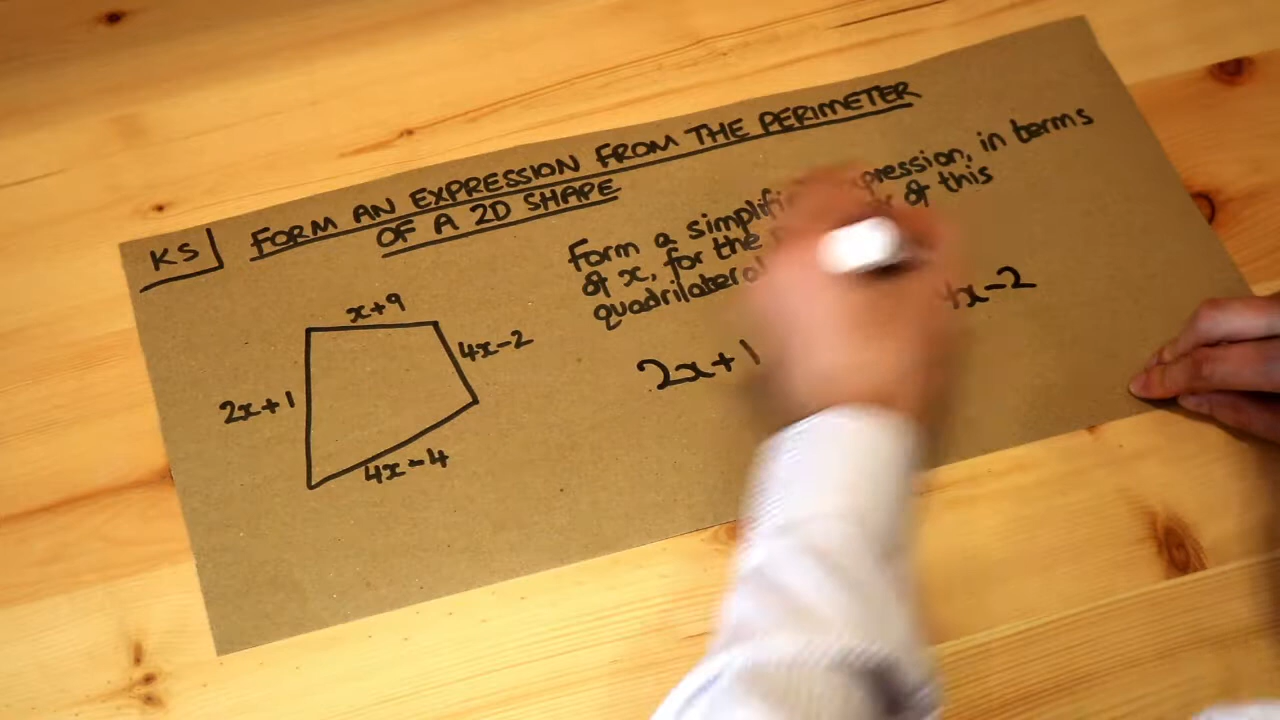 KS
FORM AN EXPRESSION FROM THE PERIMETER
OF A 2D SHAPE
Form a simplifi pression, in terms
of x, for the of this
quadrilateral
x+9
4x-2
2x+1
4x-4
2x+1
4x-2